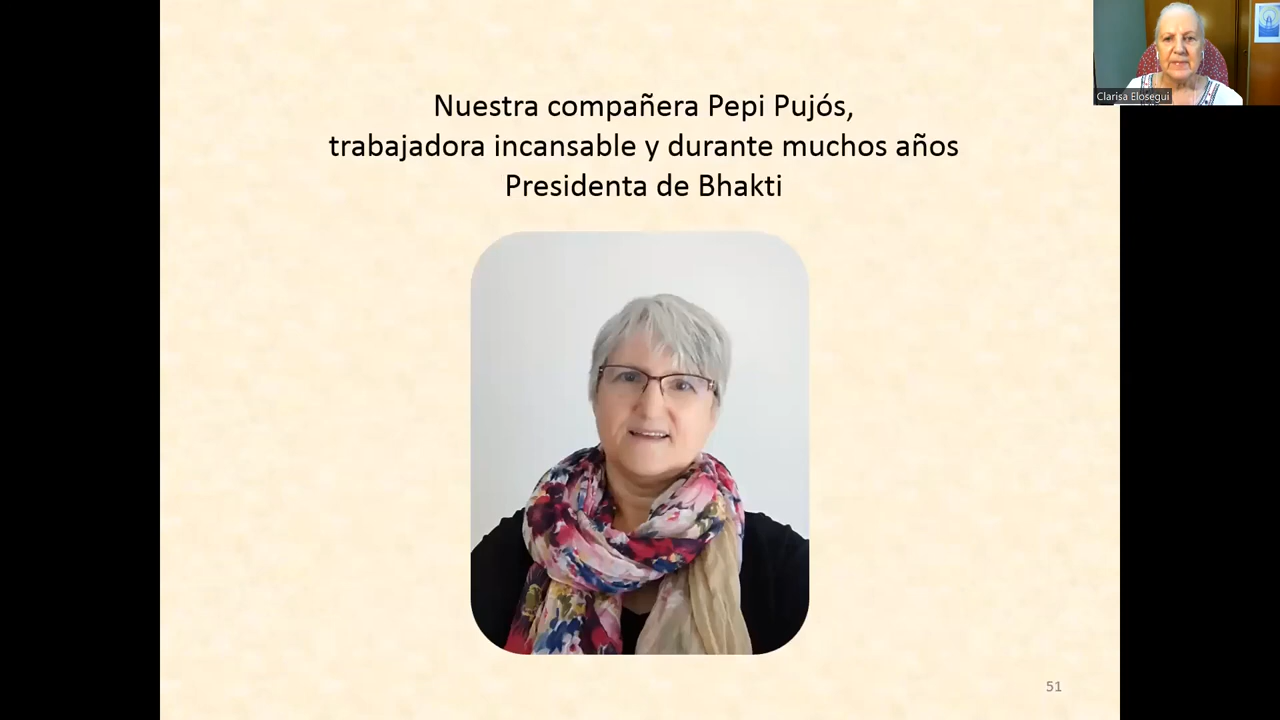 Nuestra compañera Pepi Pujós,
trabajadora incansable y durante muchos años
Presidenta de Bhakti
Clarisa Elosegui
51